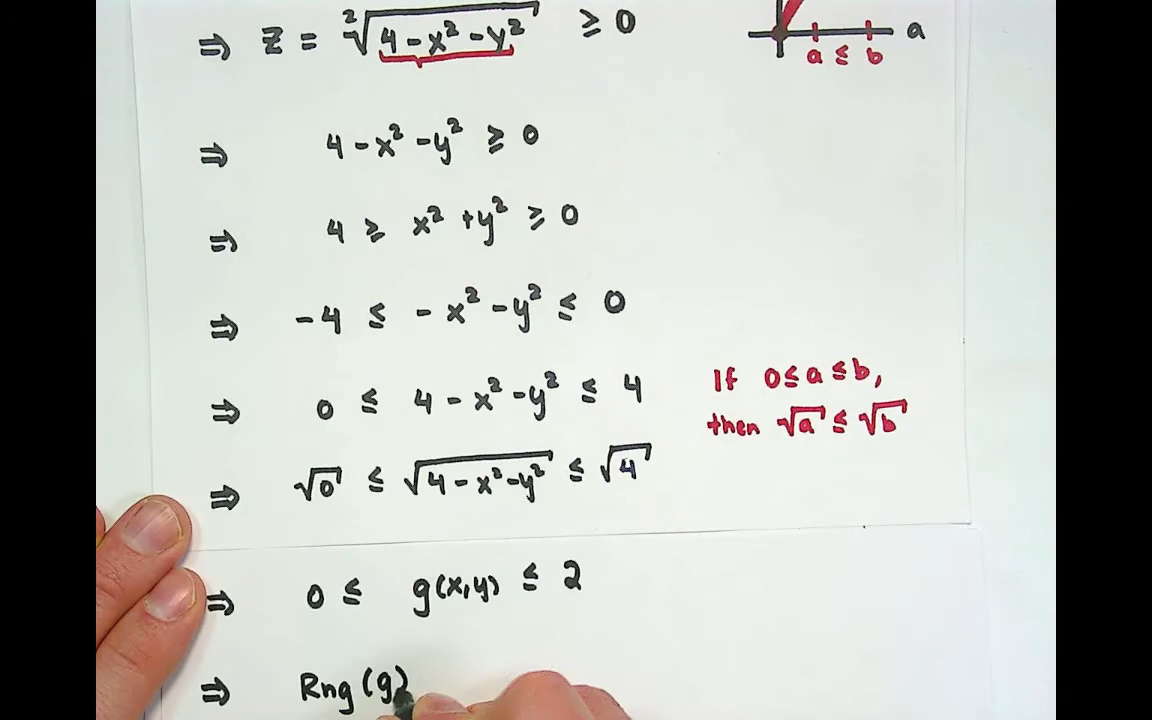 ⇒ z = ²√(4 - x² - y²) ≥ 0
a
a ≤ b
⇒ 4 - x² - y² ≥ 0
⇒ 4 ≥ x² + y² ≥ 0
⇒ -4 ≤ - x² - y² ≤ 0
⇒ 0 ≤ 4 - x² - y² ≤ 4
If 0 ≤ a ≤ b,
then √a ≤ √b
⇒ √0 ≤ √(4 - x² - y²) ≤ √4
⇒ 0 ≤ g(x,y) ≤ 2
⇒ Rng (g)